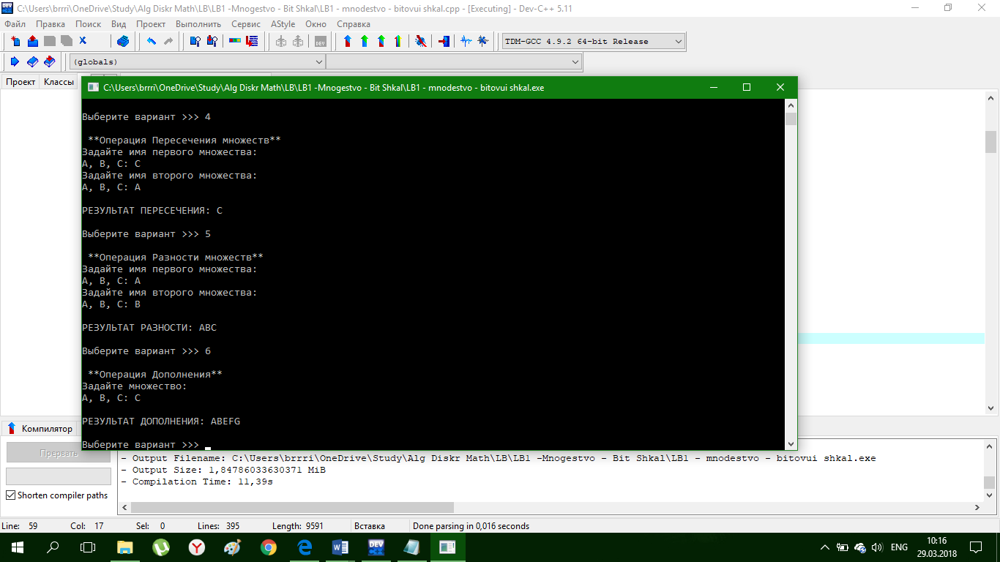 C:\Users\brrri\OneDrive\Study\Alg Diskr Math\LB\LB1 -Mnogestvo - Bit Shkal\LB1 - mnodestvo - bitovui shkal.cpp - [Executing] - Dev-C++ 5.11
Файл Правка Поиск Вид Проект Выполнить Сервис AStyle Окно Справка
TDM-GCC 4.9.2 64-bit Release
(globals)
Проект Классы
C:\Users\brrri\OneDrive\Study\Alg Diskr Math\LB\LB1 -Mnogestvo - Bit Shkal\LB1 - mnodestvo - bitovui shkal.exe
Выберите вариант >>> 4
**Операция Пересечения множеств**
Задайте имя первого множества:
A, B, C: C
Задайте имя второго множества:
A, B, C: A
РЕЗУЛЬТАТ ПЕРЕСЕЧЕНИЯ: C
Выберите вариант >>> 5
**Операция Разности множеств**
Задайте имя первого множества:
A, B, C: A
Задайте имя второго множества:
A, B, C: B
РЕЗУЛЬТАТ РАЗНОСТИ: ABC
Выберите вариант >>> 6
**Операция Дополнения**
Задайте множество:
A, B, C: C
РЕЗУЛЬТАТ ДОПОЛНЕНИЯ: ABEFG
Выберите вариант >>>
Компилятор
Прервать
Shorten compiler paths
- Output Filename: C:\Users\brrri\OneDrive\Study\Alg Diskr Math\LB\LB1 -Mnogestvo - Bit Shkal\LB1 - mnodestvo - bitovui shkal.exe
- Output Size: 1,84786033630371 MiB
- Compilation Time: 11,39s
Line: 59 Col: 17 Sel: 0 Lines: 395 Length: 9591 Вставка Done parsing in 0,016 seconds
DEV
ENG
10:16
29.03.2018